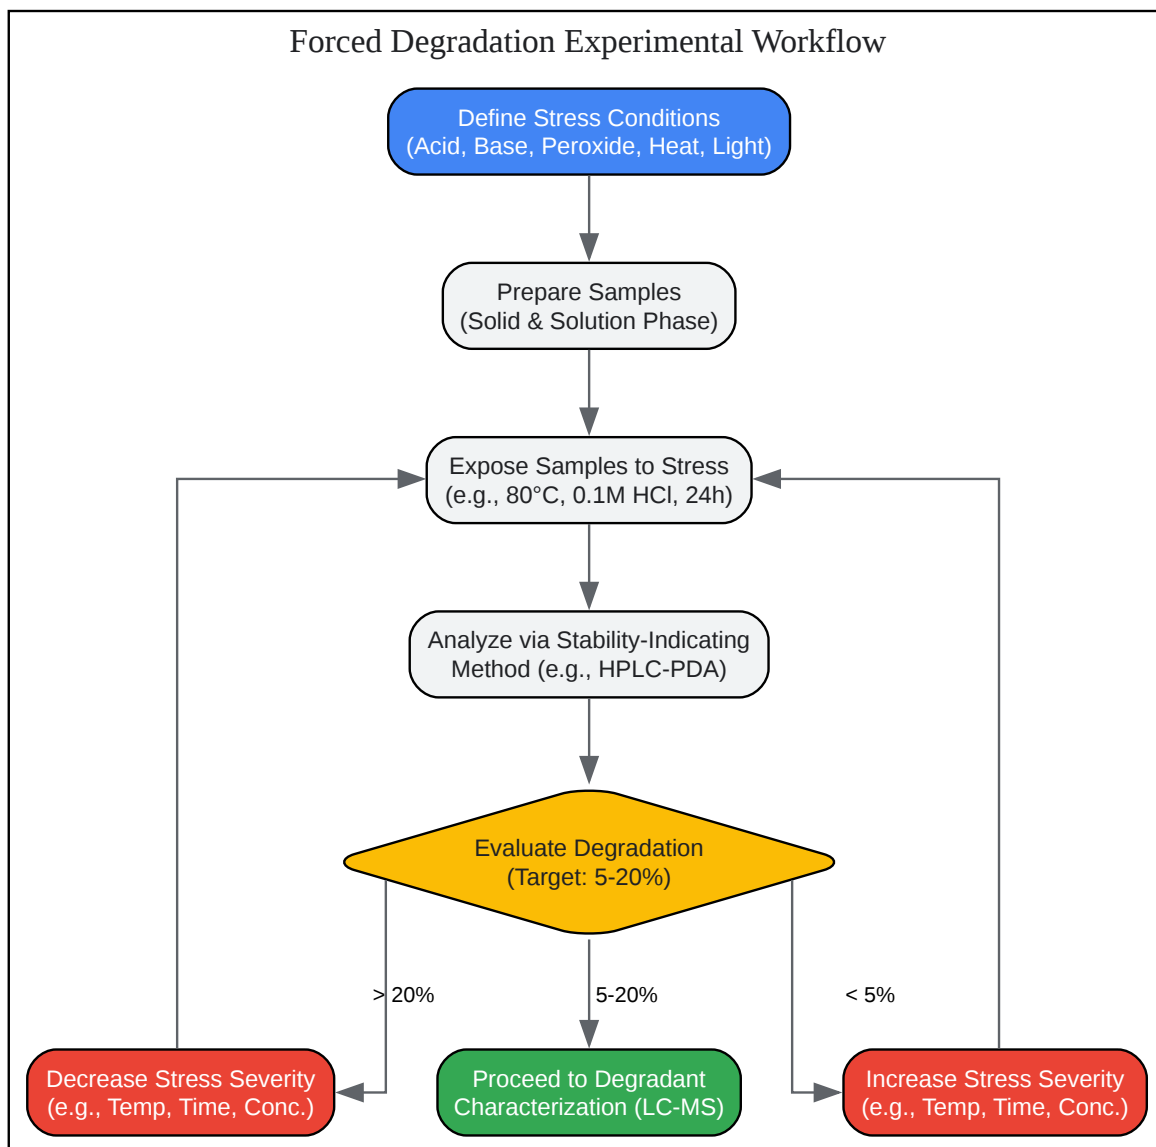 Forced Degradation Experimental Workflow
Define Stress Conditions
(Acid, Base, Peroxide, Heat, Light)
Prepare Samples
(Solid & Solution Phase)
Expose Samples to Stress
(e.g., 80°C, 0.1M HCl, 24h)
Analyze via Stability-Indicating
Method (e.g., HPLC-PDA)
Evaluate Degradation
(Target: 5-20%)
> 20%
5-20%
< 5%
Decrease Stress Severity
(e.g., Temp, Time, Conc.)
Proceed to Degradant
Characterization (LC-MS)
Increase Stress Severity
(e.g., Temp, Time, Conc.)